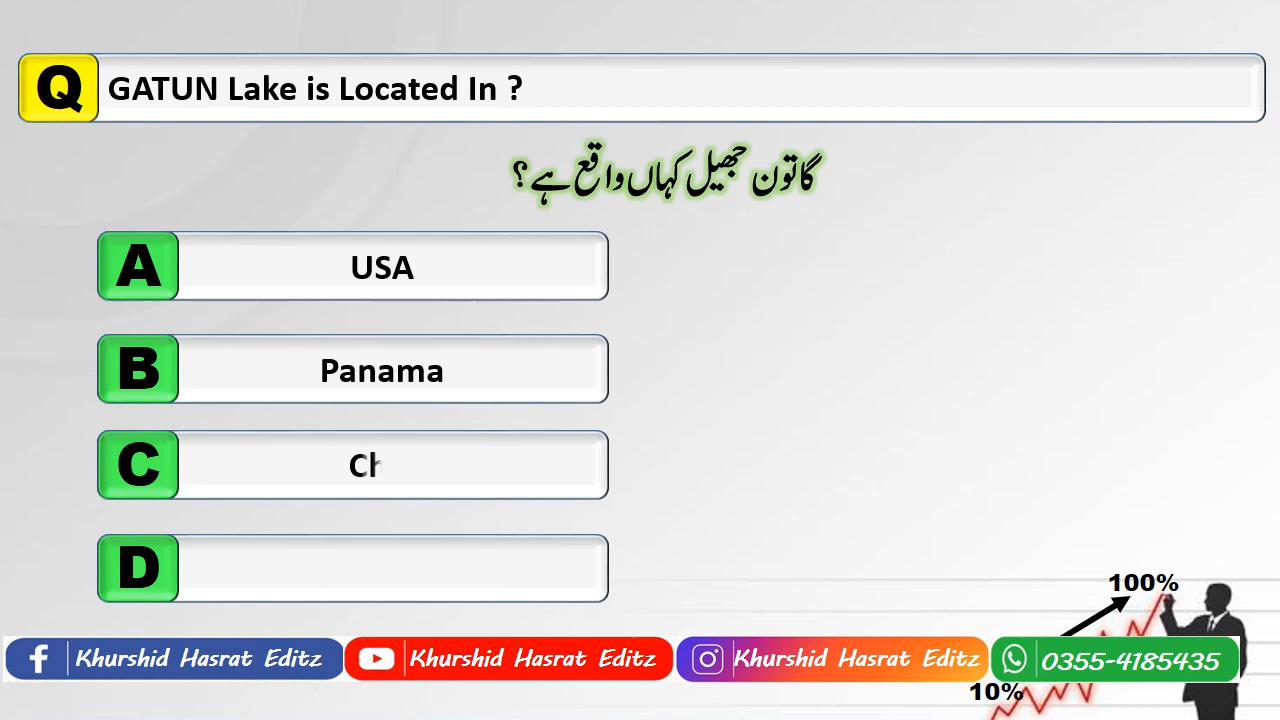 Q GATUN Lake is Located In ?
گاتون جھیل کہاں واقع ہے؟
A USA
B Panama
C Ch
D
100%
Khurshid Hasrat Editz Khurshid Hasrat Editz Khurshid Hasrat Editz 0355-4185435
10%